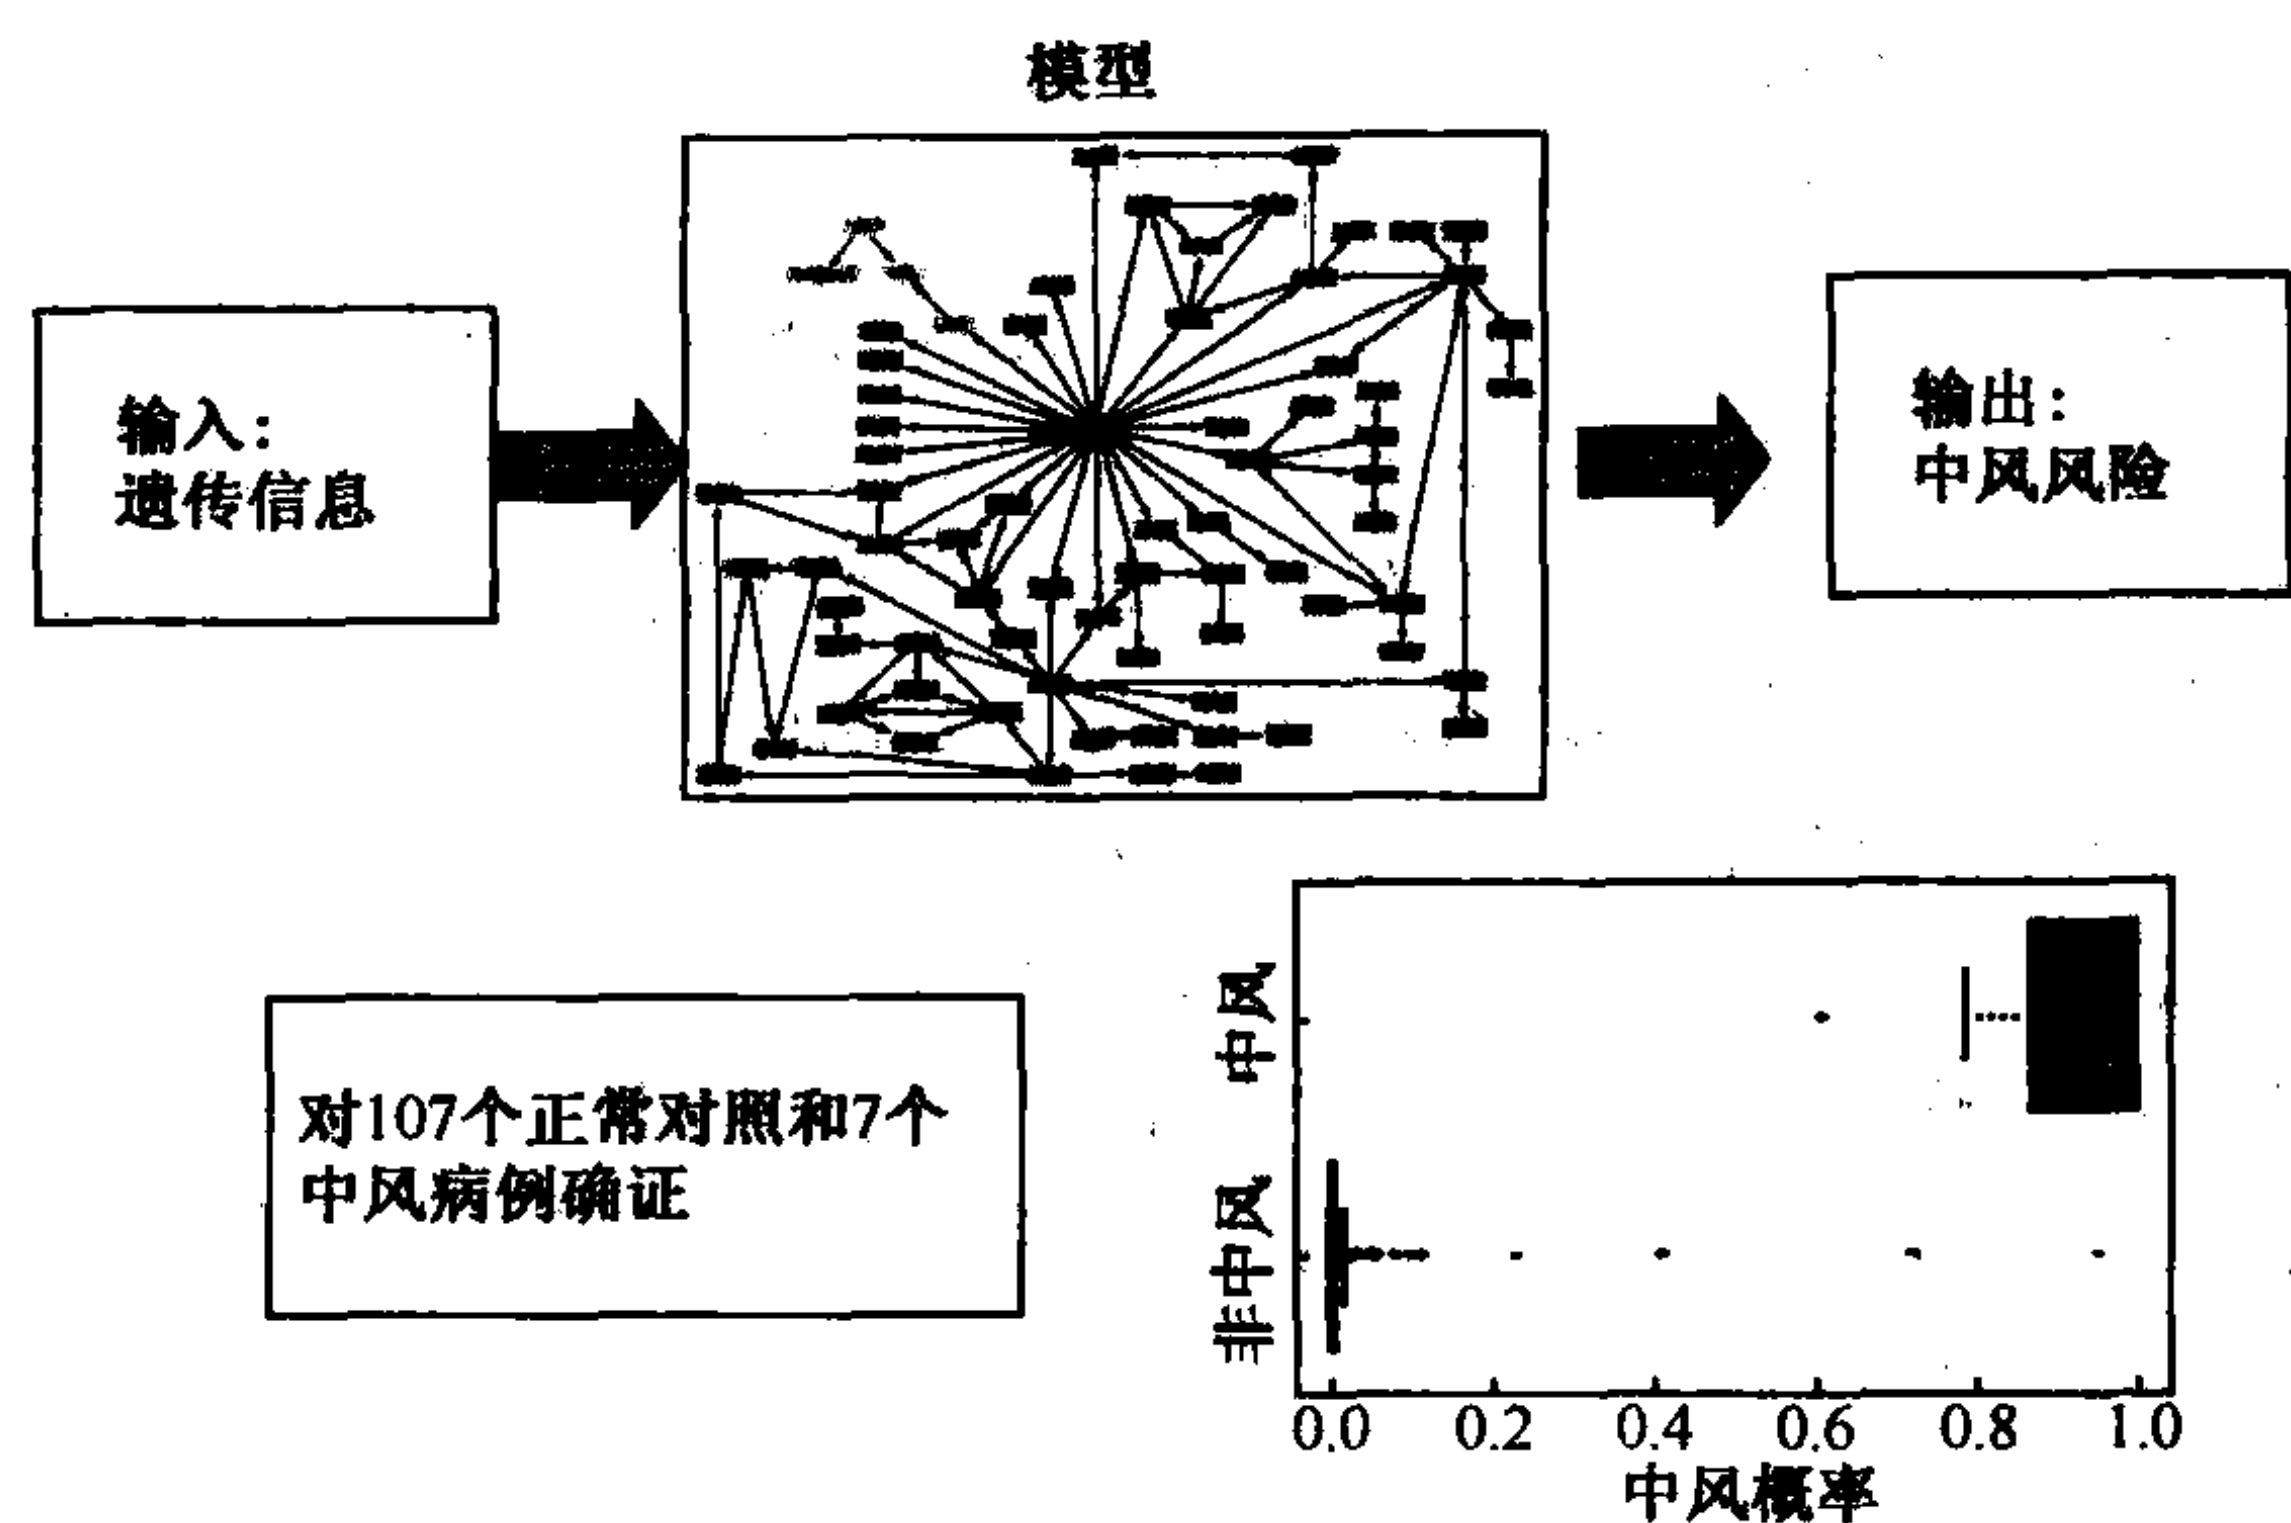 模型
输入：
遗传信息
输出：
中风风险
对107个正常对照和7个
中风病例确证
中风
非中风
0.0 0.2 0.4 0.6 0.8 1.0
中风概率